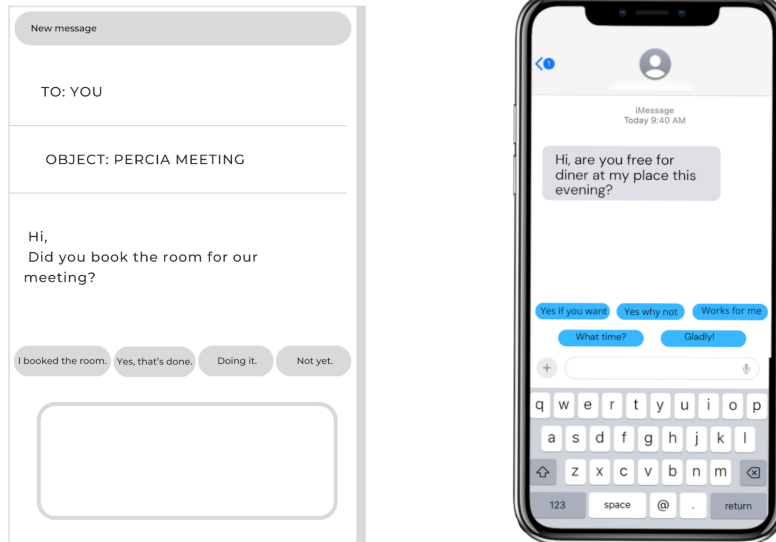 New message
TO: YOU
OBJECT: PERCIA MEETING
Hi,
Did you book the room for our
meeting?
I booked the room. Yes, that's done. Doing it. Not yet.
1
iMessage
Today 9:40 AM
Hi, are you free for
diner at my place this
evening?
Yes if you want Yes why not Works for me
What time? Gladly!
+
q w e r t y u i o p
a s d f g h j k l
z x c v b n m
123 space @ . return